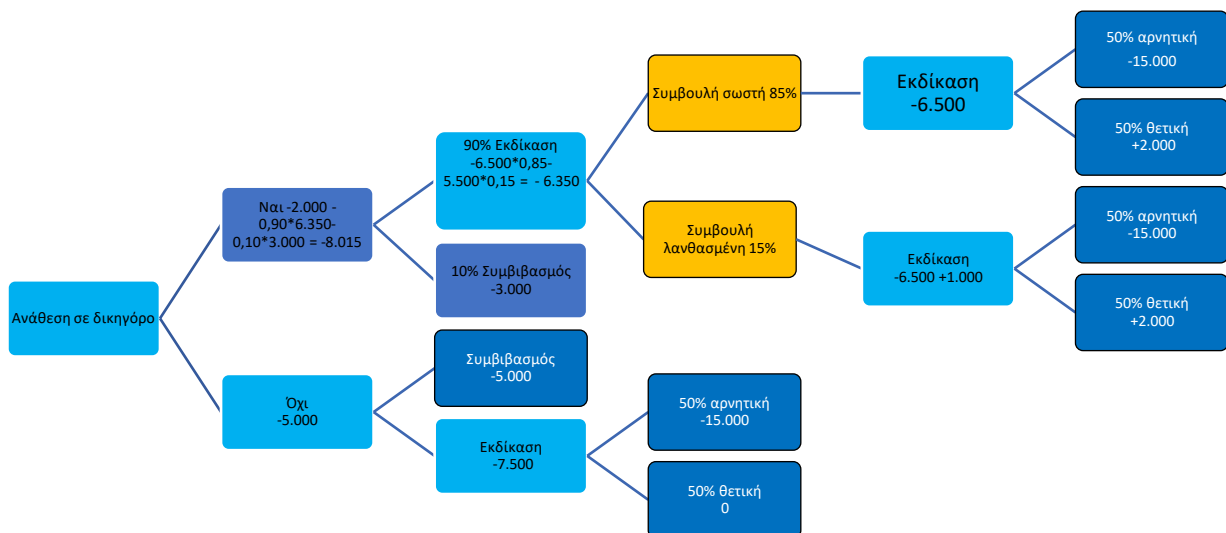 Ανάθεση σε δικηγόρο
Ναι -2.000 -
0,90*6.350-
0,10*3.000 = -8.015
Όχι
-5.000
90% Εκδίκαση
-6.500*0,85-
5.500*0,15 = - 6.350
10% Συμβιβασμός
-3.000
Συμβιβασμός
-5.000
Εκδίκαση
-7.500
Συμβουλή σωστή 85%
Συμβουλή
λανθασμένη 15%
50% αρνητική
-15.000
50% θετική
0
Εκδίκαση
-6.500
Εκδίκαση
-6.500 +1.000
50% αρνητική
-15.000
50% θετική
+2.000
50% αρνητική
-15.000
50% θετική
+2.000